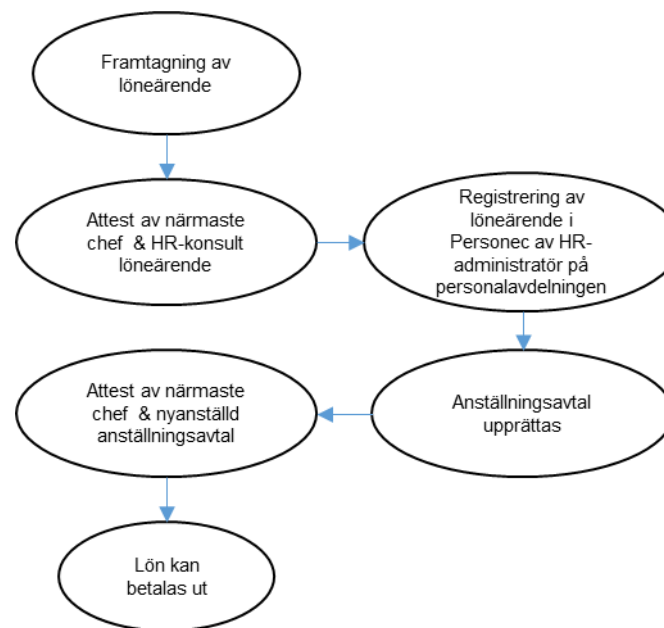 Framtagning av
löneärende
Attest av närmaste
chef & HR-konsult
löneärende
Registrering av
löneärende i
Personec av HR-
administratör på
personalavdelningen
Anställningsavtal
upprättas
Attest av närmaste
chef & nyanställd
anställningsavtal
Lön kan
betalas ut